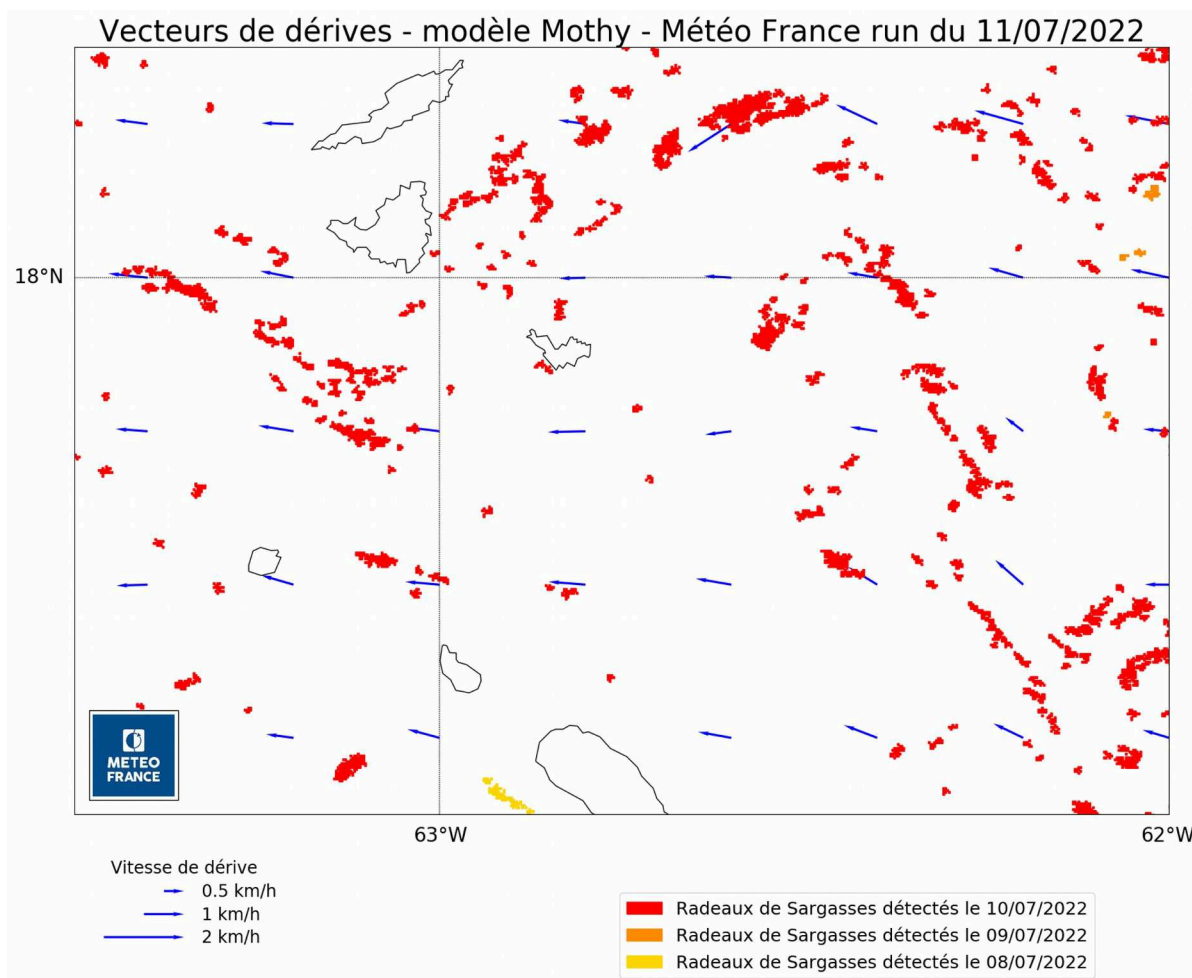 Vecteurs de dérives - modèle Mothy - Météo France run du 11/07/2022
18°N
METEO
FRANCE
63°W
62°W
Vitesse de dérive
0.5 km/h
1 km/h
2 km/h
Radeaux de Sargasses détectés le 10/07/2022
Radeaux de Sargasses détectés le 09/07/2022
Radeaux de Sargasses détectés le 08/07/2022